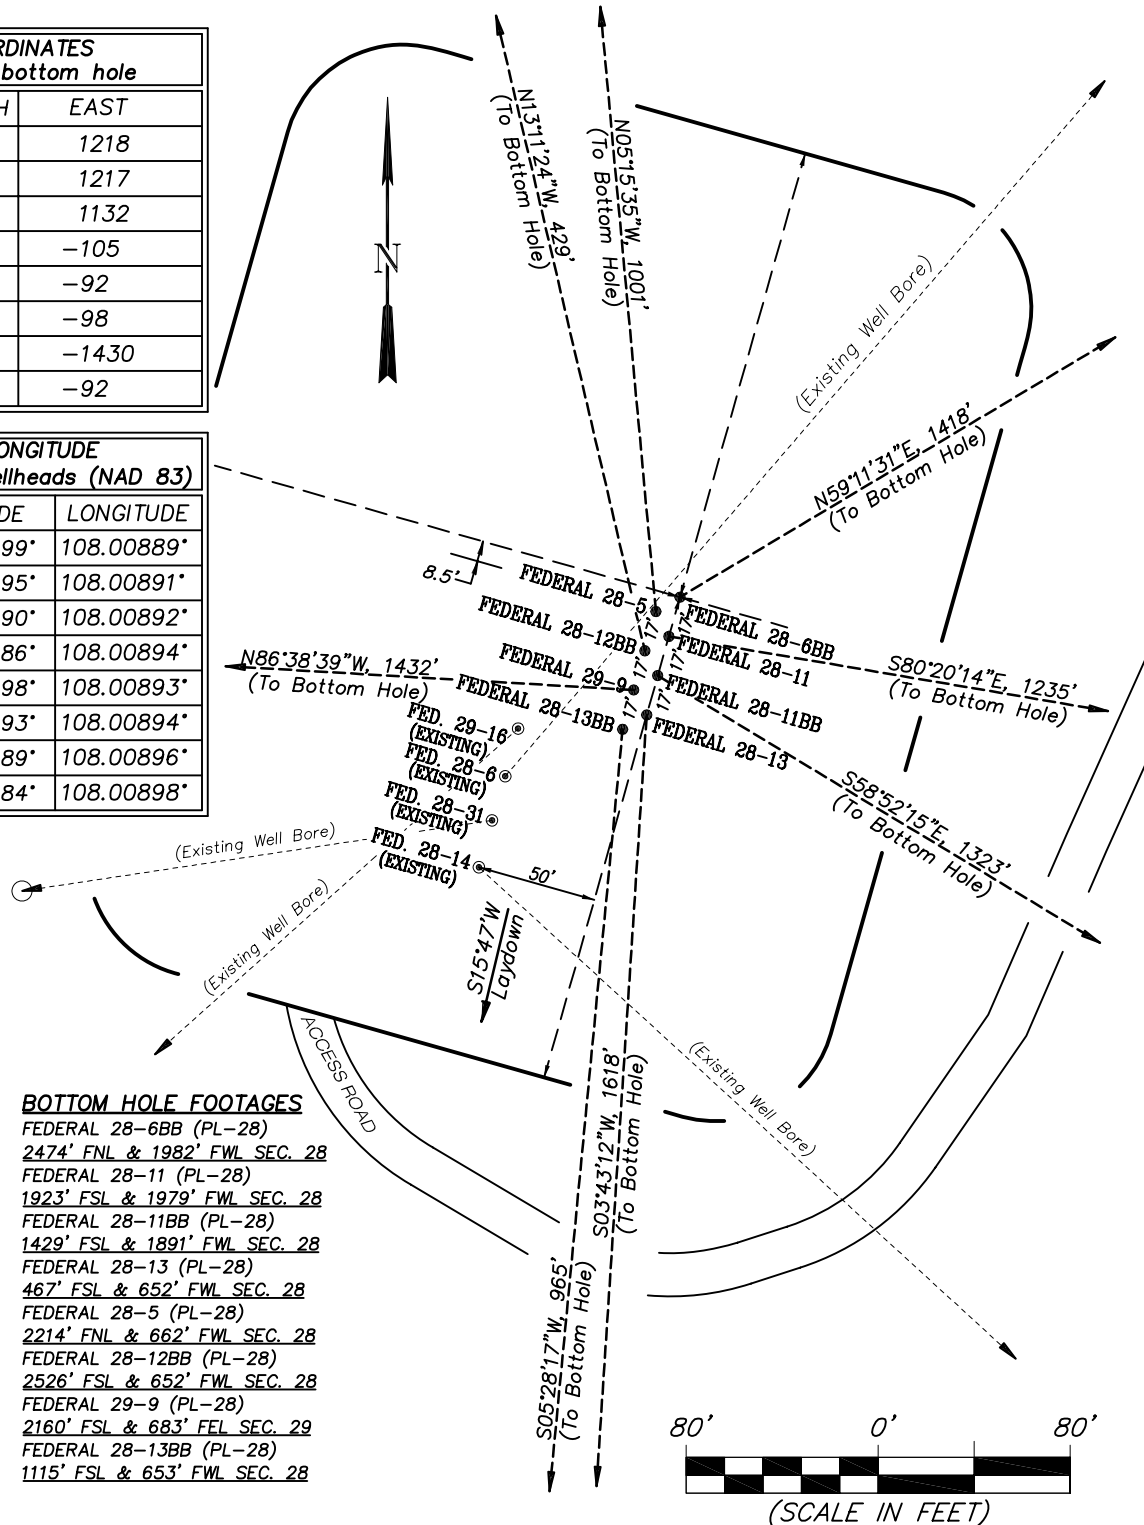 RDINATES
bottom hole
H EAST
1218
1217
1132
-105
-92
-98
-1430
-92
ONGITUDE
ellheads (NAD 83)
DE LONGITUDE
99° 108.00889°
95° 108.00891°
90° 108.00892°
86° 108.00894°
98° 108.00893°
93° 108.00894°
89° 108.00896°
84° 108.00898°
N13°11'24"W, 429'
(To Bottom Hole)
N05°15'35"W, 1001'
(To Bottom Hole)
N
(Existing Well Bore)
N59°11'31"E, 1418'
(To Bottom Hole)
8.5'
FEDERAL 28-5
FEDERAL 28-6BB
FEDERAL 28-12BB
FEDERAL 28-11
FEDERAL 29-9
FEDERAL 28-11BB
FEDERAL 28-13BB
FEDERAL 28-13
17'
17'
17'
17'
17'
17'
S80°20'14"E, 1235'
(To Bottom Hole)
N86°38'39"W, 1432'
(To Bottom Hole)
FED. 29-16
(EXISTING)
FED. 28-6
(EXISTING)
FED. 28-31
(EXISTING)
FED. 28-14
(EXISTING)
S58°52'15"E, 1323'
(To Bottom Hole)
(Existing Well Bore)
(Existing Well Bore)
50'
S15°47'W
Laydown
ACCESS ROAD
(Existing Well Bore)
S03°43'12"W, 1618'
(To Bottom Hole)
S05°28'17"W, 965'
(To Bottom Hole)
BOTTOM HOLE FOOTAGES
FEDERAL 28-6BB (PL-28)
2474' FNL & 1982' FWL SEC. 28
FEDERAL 28-11 (PL-28)
1923' FSL & 1979' FWL SEC. 28
FEDERAL 28-11BB (PL-28)
1429' FSL & 1891' FWL SEC. 28
FEDERAL 28-13 (PL-28)
467' FSL & 652' FWL SEC. 28
FEDERAL 28-5 (PL-28)
2214' FNL & 662' FWL SEC. 28
FEDERAL 28-12BB (PL-28)
2526' FSL & 652' FWL SEC. 28
FEDERAL 29-9 (PL-28)
2160' FSL & 683' FEL SEC. 29
FEDERAL 28-13BB (PL-28)
1115' FSL & 653' FWL SEC. 28
80' 0' 80'
(SCALE IN FEET)